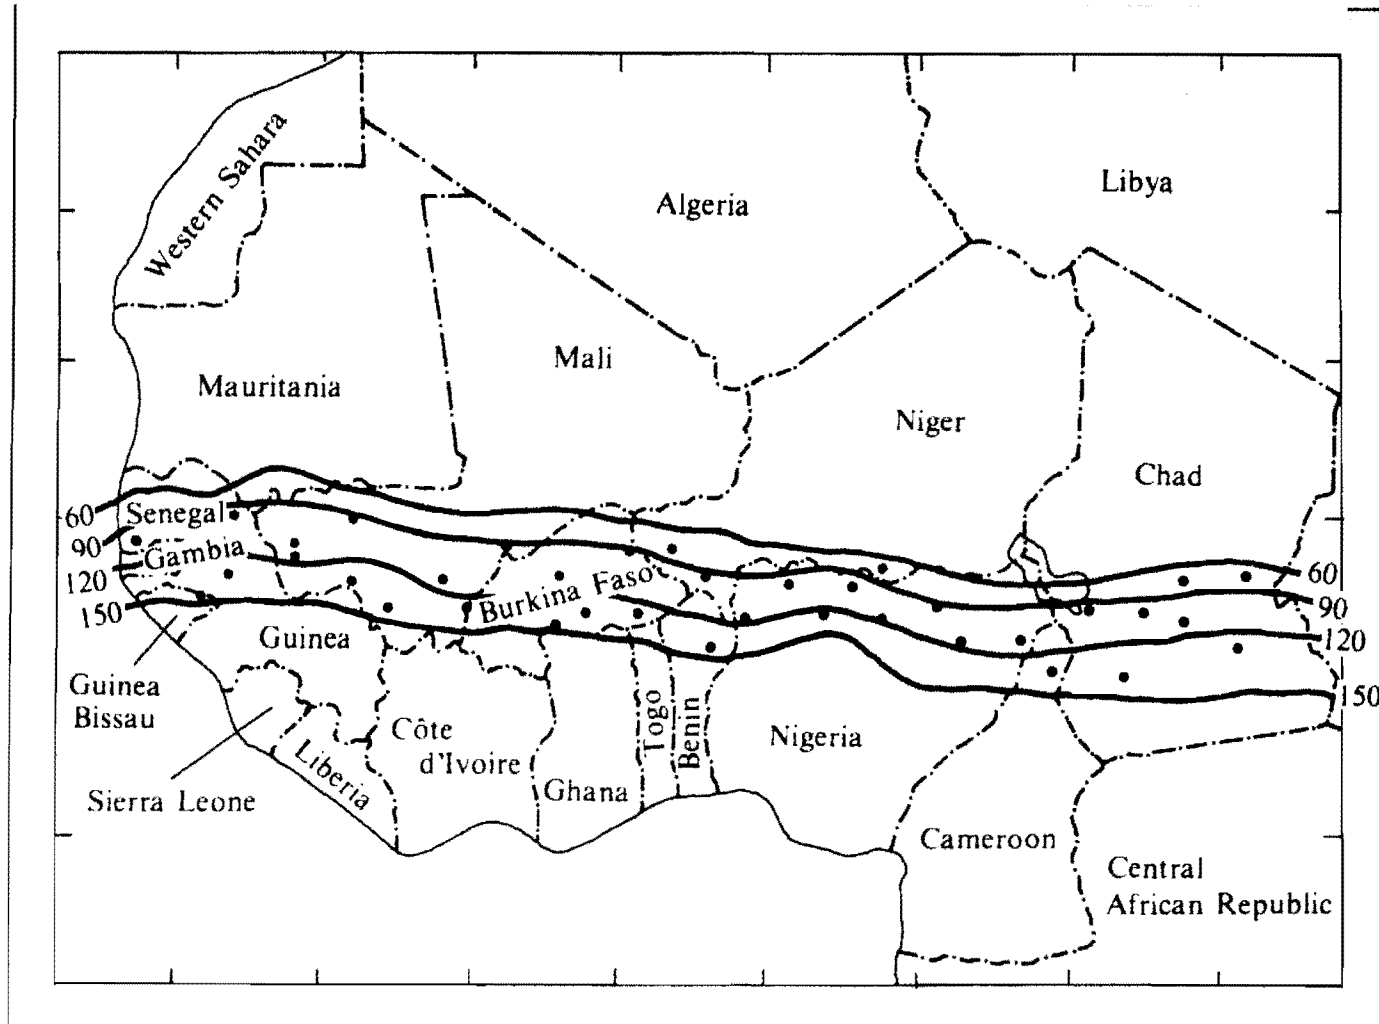 Western Sahara
Algeria
Libya
Mali
Mauritania
Niger
Chad
60
Senegal
90
Gambia
120
150
Burkina Faso
60
90
120
150
Guinea
Guinea
Bissau
Sierra Leone
Liberia
Côte
d'Ivoire
Ghana
Togo
Benin
Nigeria
Cameroon
Central
African Republic